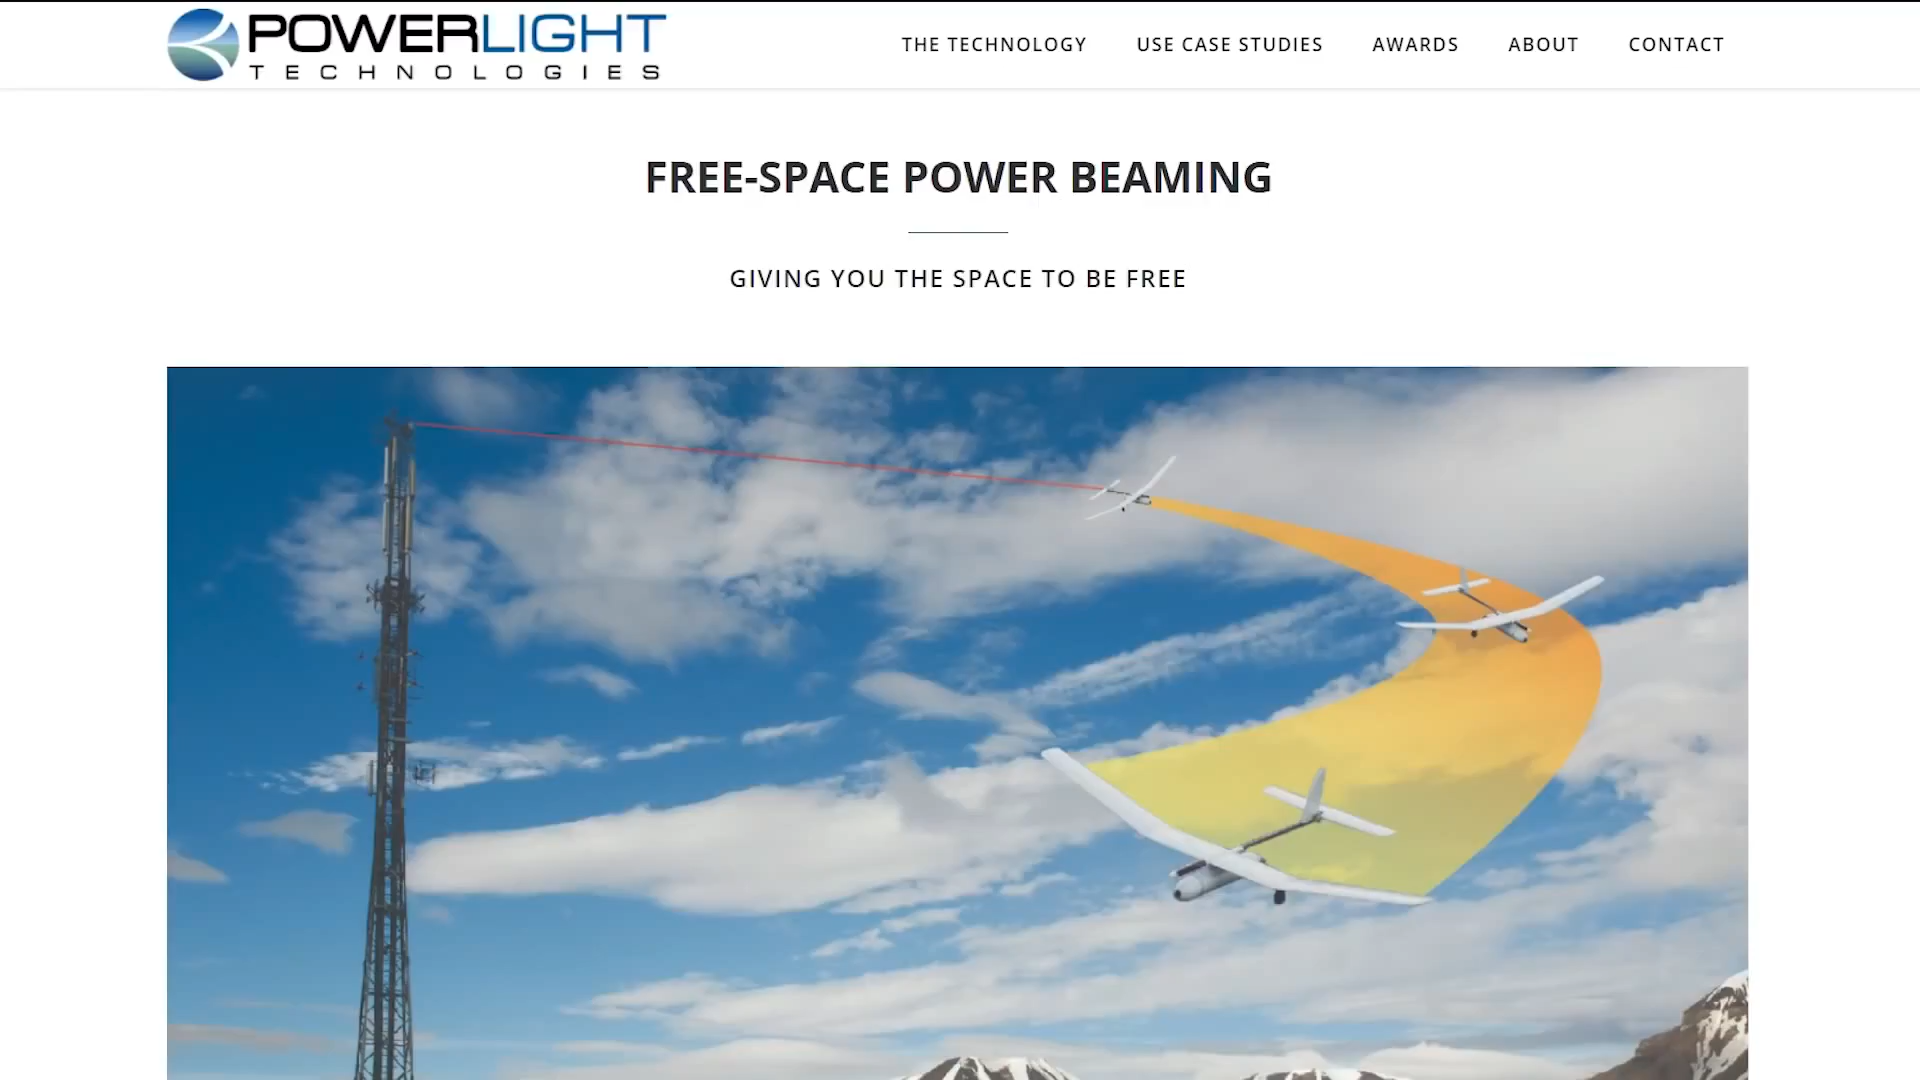 POWERLIGHT
TECHNOLOGIES
THE TECHNOLOGY USE CASE STUDIES AWARDS ABOUT CONTACT
FREE-SPACE POWER BEAMING
GIVING YOU THE SPACE TO BE FREE